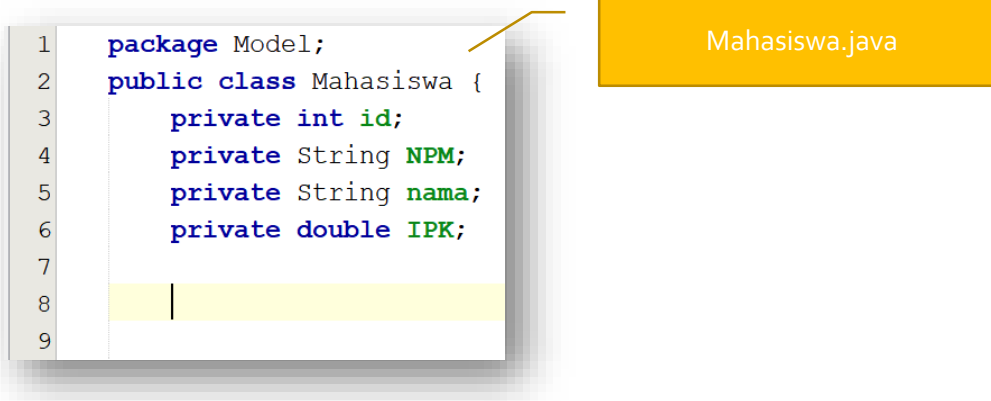 1 package Model;
2 public class Mahasiswa {
3 private int id;
4 private String NPM;
5 private String nama;
6 private double IPK;
7
8
9
Mahasiswa.java